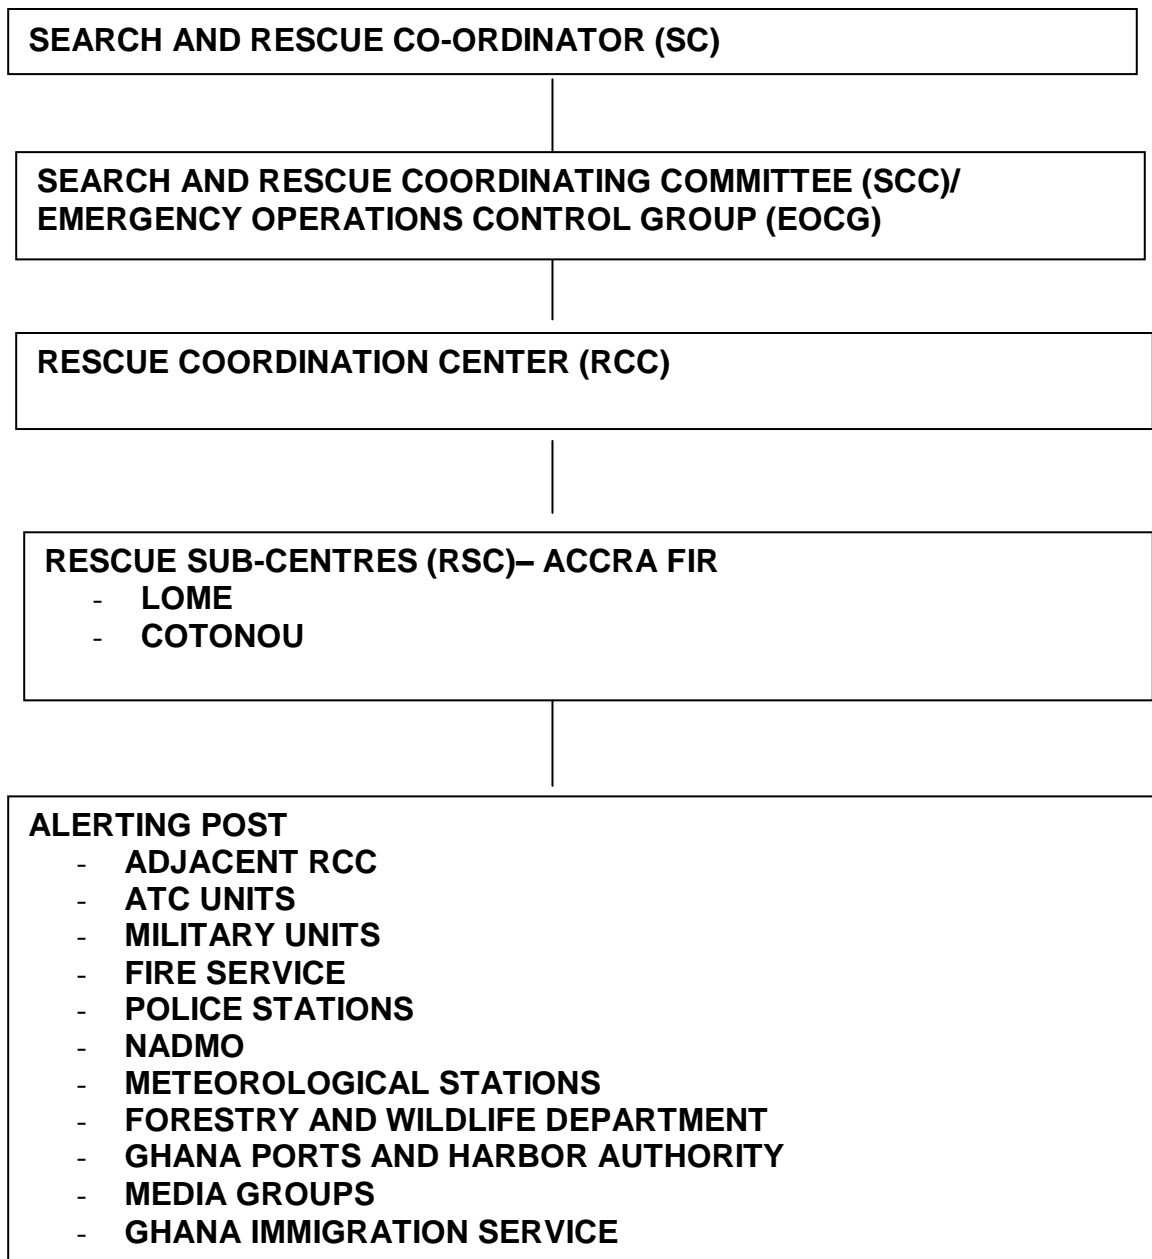 SEARCH AND RESCUE CO-ORDINATOR (SC)
SEARCH AND RESCUE COORDINATING COMMITTEE (SCC)/
EMERGENCY OPERATIONS CONTROL GROUP (EOCG)
RESCUE COORDINATION CENTER (RCC)
RESCUE SUB-CENTRES (RSC)– ACCRA FIR
- LOME
- COTONOU
ALERTING POST
- ADJACENT RCC
- ATC UNITS
- MILITARY UNITS
- FIRE SERVICE
- POLICE STATIONS
- NADMO
- METEOROLOGICAL STATIONS
- FORESTRY AND WILDLIFE DEPARTMENT
- GHANA PORTS AND HARBOR AUTHORITY
- MEDIA GROUPS
- GHANA IMMIGRATION SERVICE